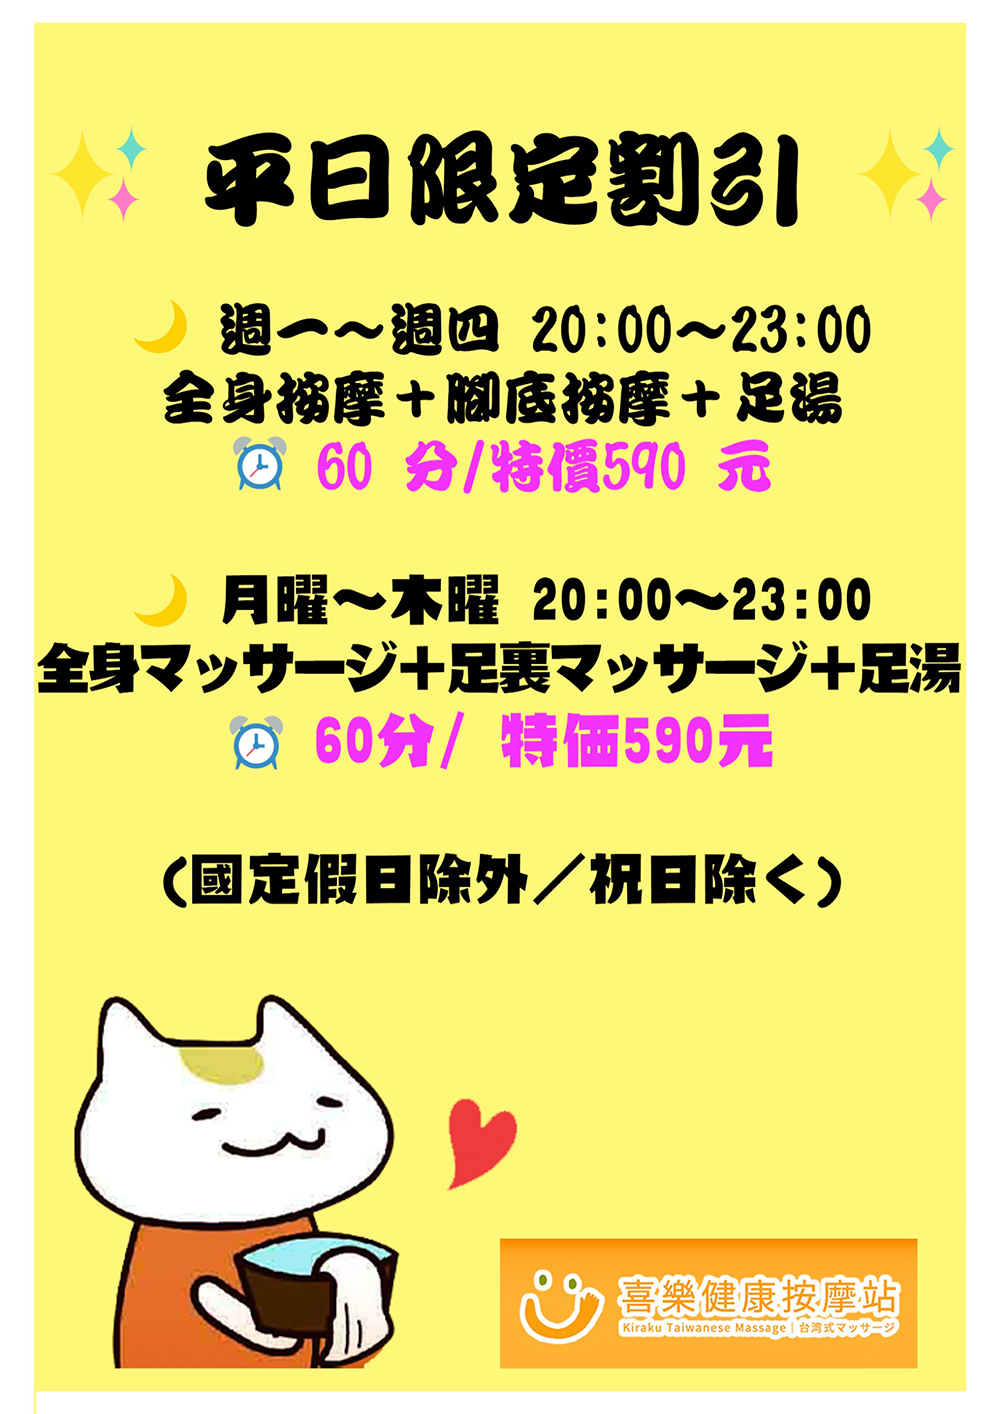 平日限定割引
週一～週四 20:00～23:00
全身按摩＋腳底按摩＋足湯
60 分/特價590 元
月曜～木曜 20:00～23:00
全身マッサージ＋足裏マッサージ＋足湯
60分/ 特価590元
(國定假日除外／祝日除く)
喜樂健康按摩站
Kiraku Taiwanese Massage｜台湾式マッサージ